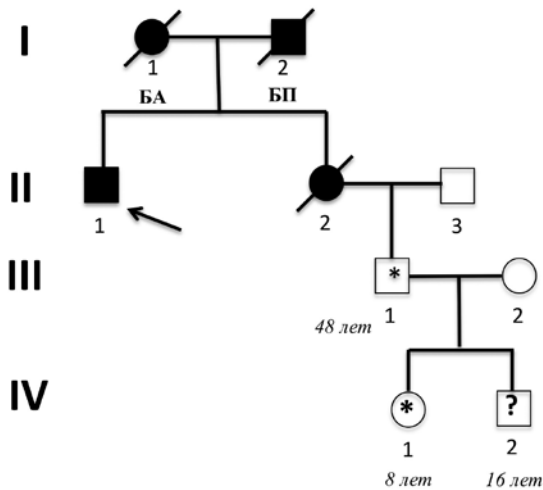 I
1 2
БА БП
II
1 2 3
III
*
48 лет 1 2
IV
* ?
1 2
8 лет 16 лет